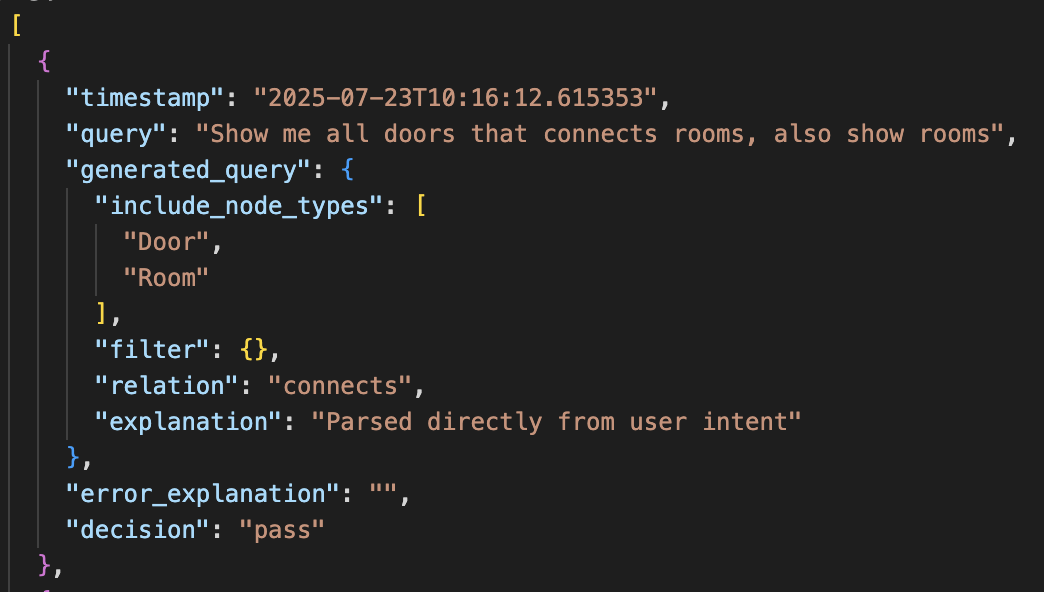 [
{
"timestamp": "2025-07-23T10:16:12.615353",
"query": "Show me all doors that connects rooms, also show rooms",
"generated_query": {
"include_node_types": [
"Door",
"Room"
],
"filter": {},
"relation": "connects",
"explanation": "Parsed directly from user intent"
},
"error_explanation": "",
"decision": "pass"
},